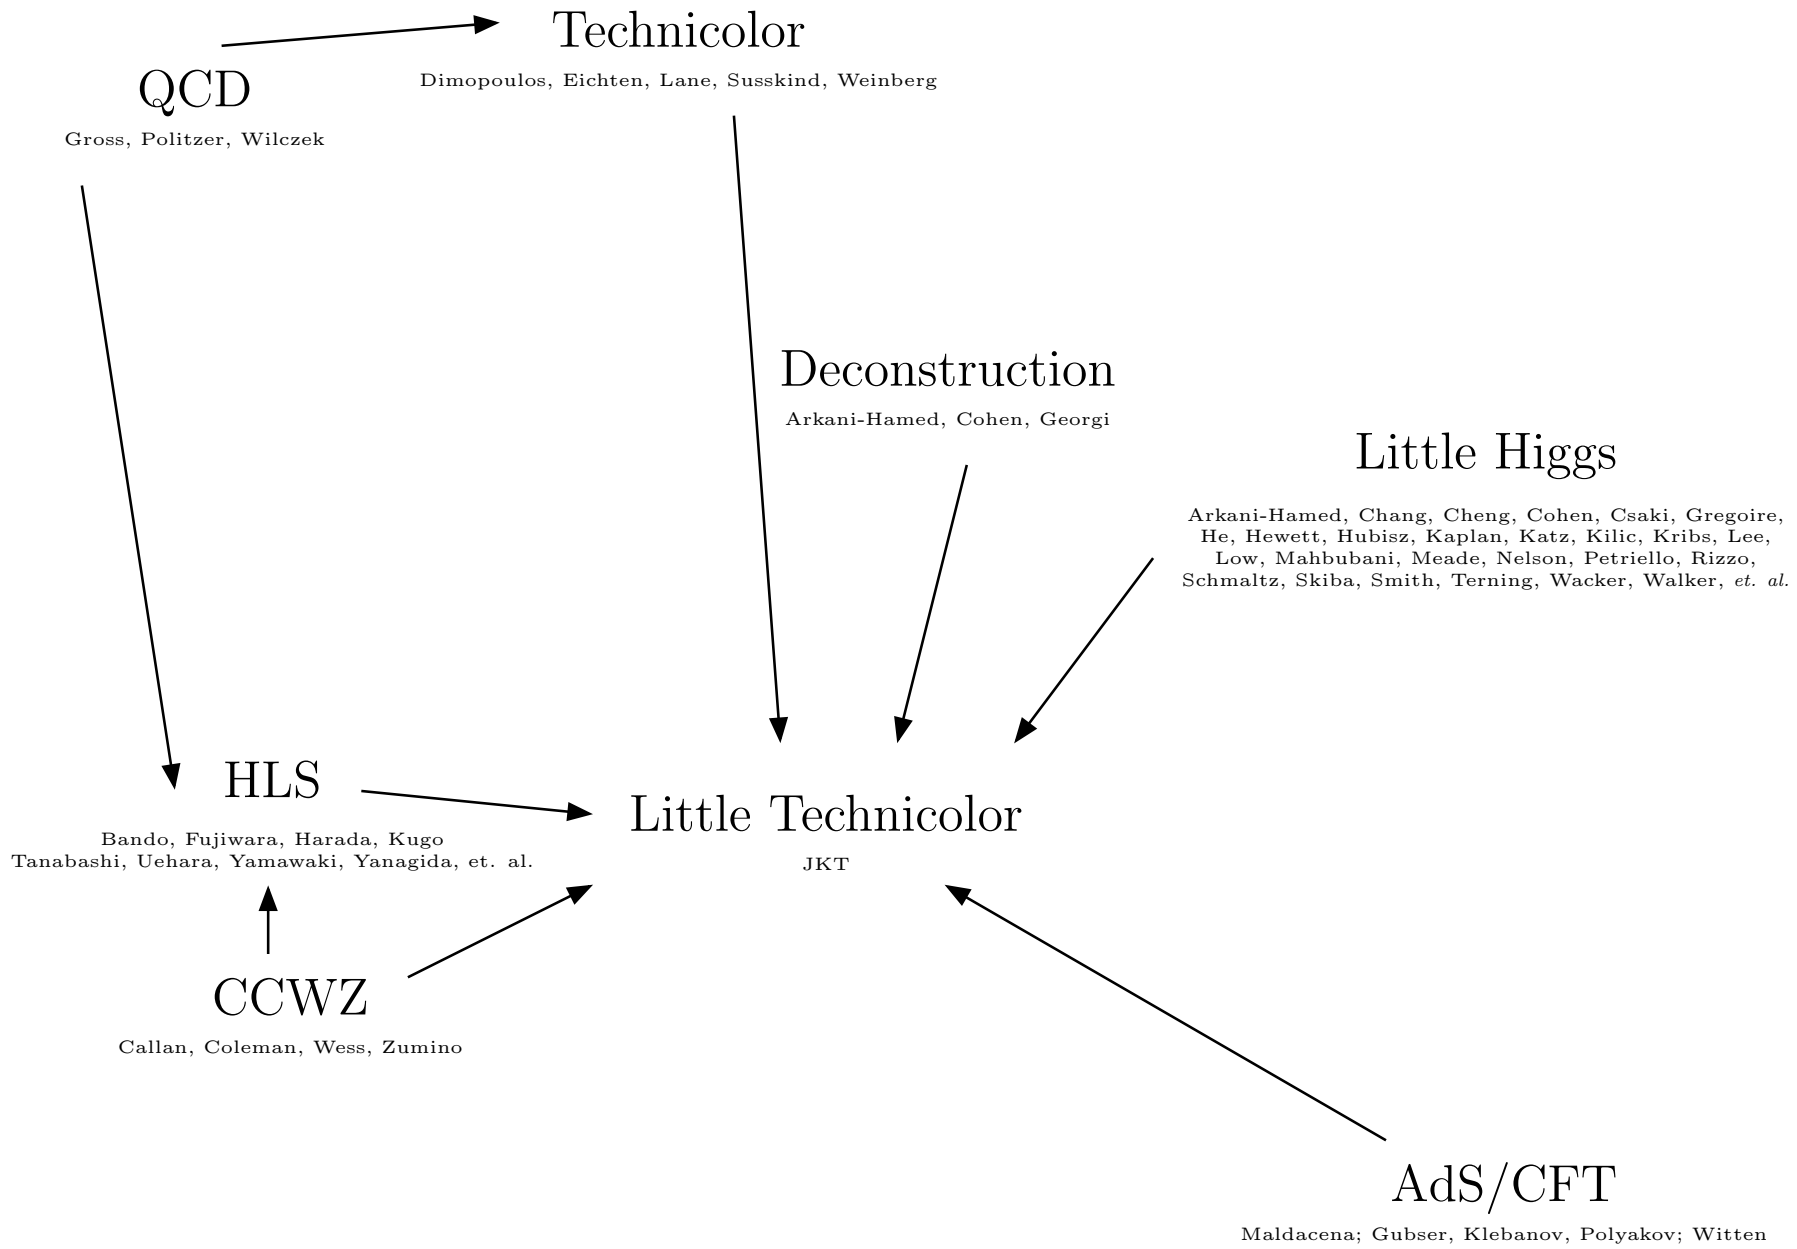 Technicolor
Dimopoulos, Eichten, Lane, Susskind, Weinberg
QCD
Gross, Politzer, Wilczek
Deconstruction
Arkani-Hamed, Cohen, Georgi
Little Higgs
Arkani-Hamed, Chang, Cheng, Cohen, Csaki, Gregoire,
He, Hewett, Hubisz, Kaplan, Katz, Kilic, Kribs, Lee,
Low, Mahbubani, Meade, Nelson, Petriello, Rizzo,
Schmaltz, Skiba, Smith, Terning, Wacker, Walker, et. al.
HLS
Bando, Fujiwara, Harada, Kugo
Tanabashi, Uehara, Yamawaki, Yanagida, et. al.
Little Technicolor
JKT
CCWZ
Callan, Coleman, Wess, Zumino
AdS/CFT
Maldacena; Gubser, Klebanov, Polyakov; Witten